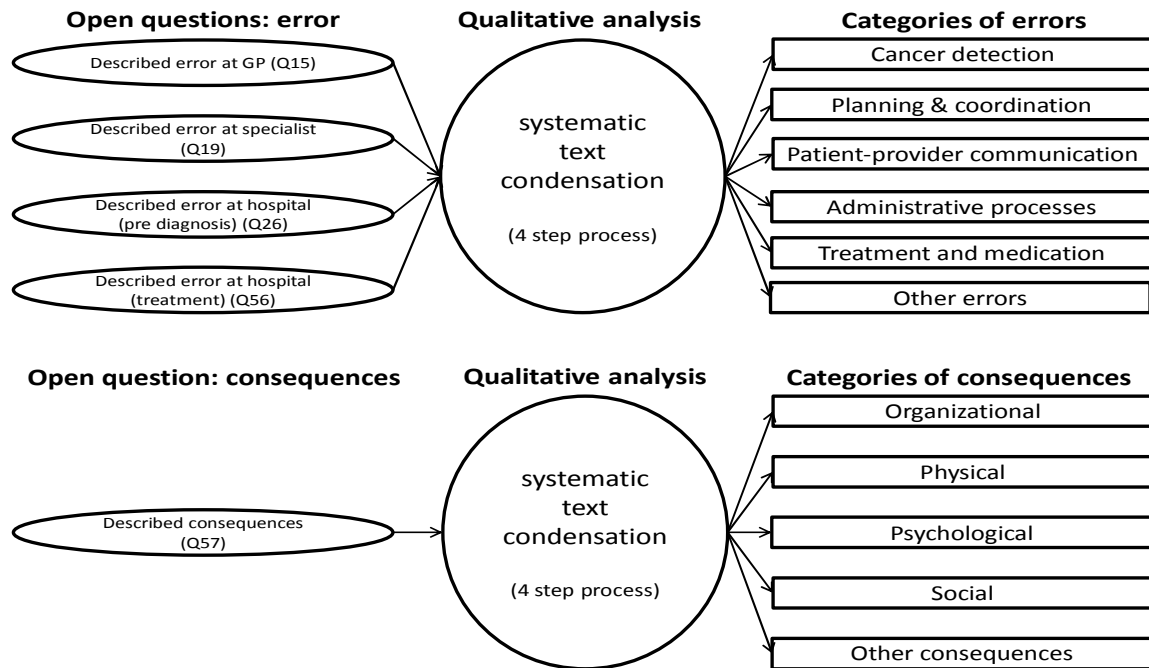 Open questions: error
Qualitative analysis
Categories of errors
Described error at GP (Q15)
Described error at specialist
(Q19)
Described error at hospital
(pre diagnosis) (Q26)
Described error at hospital
(treatment) (Q56)
systematic
text
condensation
(4 step process)
Cancer detection
Planning & coordination
Patient-provider communication
Administrative processes
Treatment and medication
Other errors
Open question: consequences
Qualitative analysis
Categories of consequences
Described consequences
(Q57)
systematic
text
condensation
(4 step process)
Organizational
Physical
Psychological
Social
Other consequences